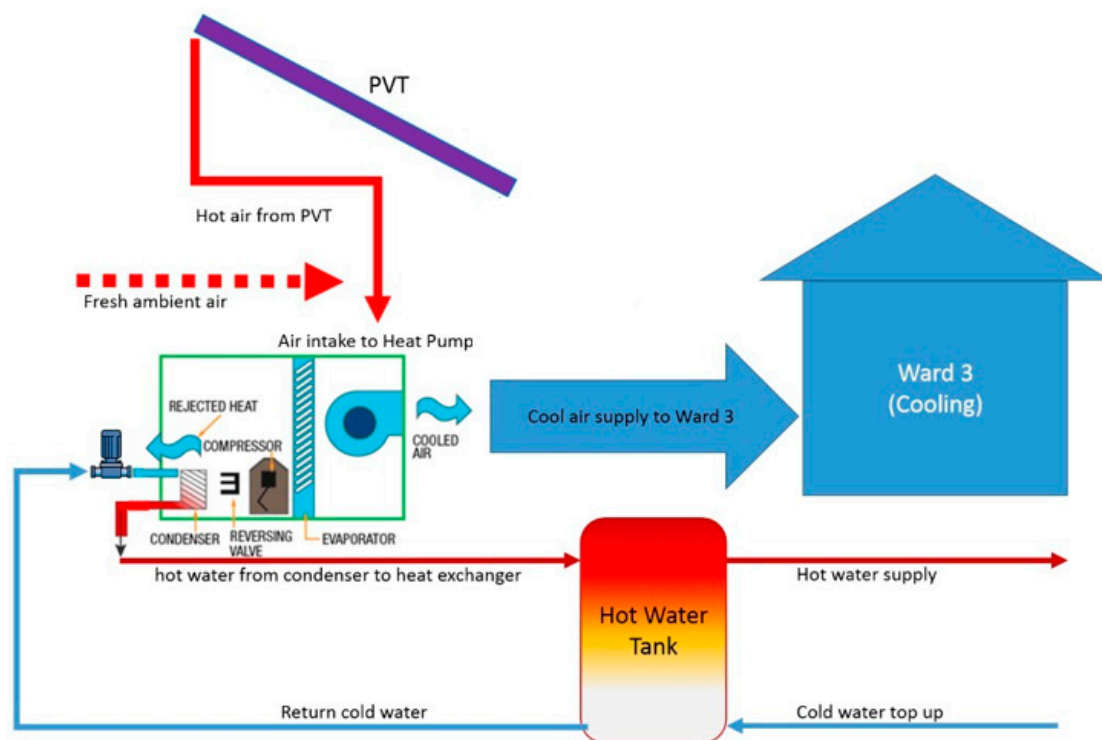 PVT
Hot air from PVT
Fresh ambient air
Air intake to Heat Pump
REJECTED HEAT
COMPRESSOR
COOLED
AIR
CONDENSER
REVERSING
VALVE
EVAPORATOR
Cool air supply to Ward 3
Ward 3
(Cooling)
hot water from condenser to heat exchanger
Hot water supply
Hot Water
Tank
Return cold water
Cold water top up